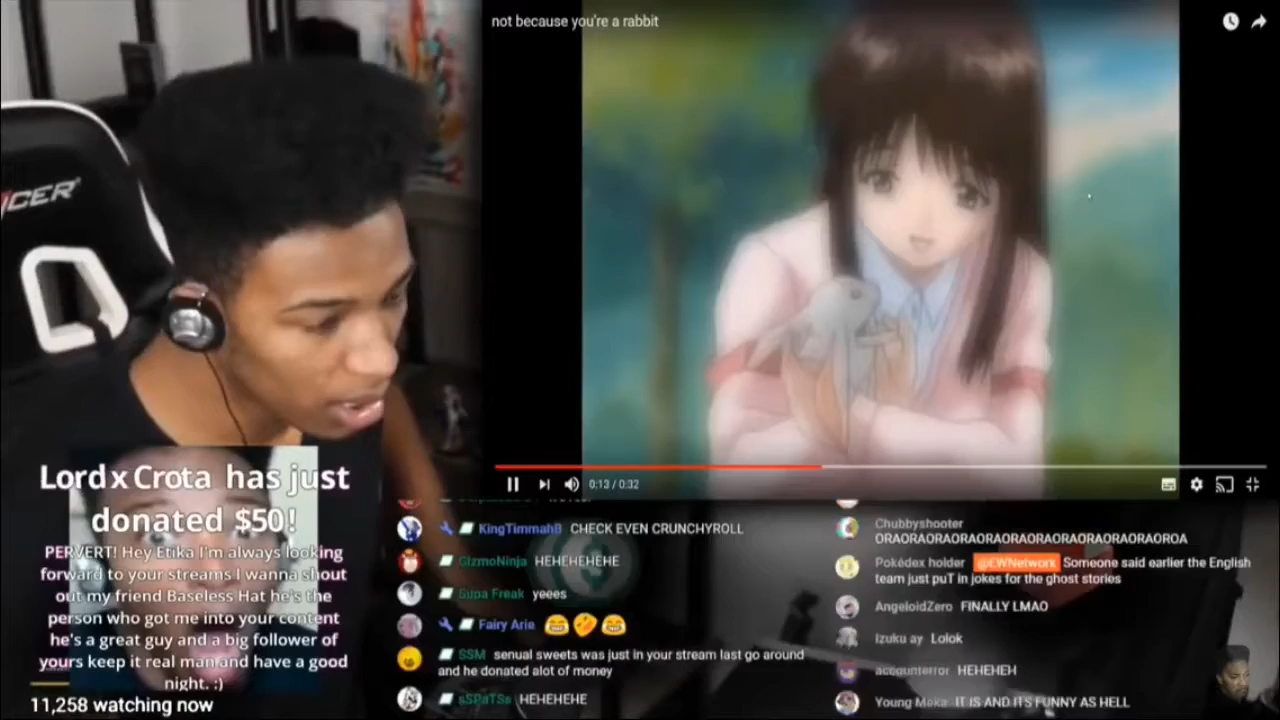 not because you're a rabbit
CER
0:13 / 0:32
Lord x Crota has just
donated $50!
PERVERT! Hey Etika I'm always looking
forward to your streams I wanna shout
out my friend Baseless Hat he's the
person who got me into your content
he's a great guy and a big follower of
yours keep it real man and have a good
night. :)
11,258 watching now
KingTimmahB CHECK EVEN CRUNCHYROLL
GizmoNinja HEHEHEHE
Supa Freak yeees
Fairy Arie
SSM senual sweets was just in your stream last go around
and he donated alot of money
sSPaTSs HEHEHEHE
Chubbyshooter
ORAORAORAORAORAORAORAORAORAORAORAORAOROA
Pokédex holder @EWNetwork Someone said earlier the English
team just puT in jokes for the ghost stories
AngeloidZero FINALLY LMAO
Izuku ay Lolok
accounterror HEHEHEH
Young Meka IT IS AND ITS FUNNY AS HELL